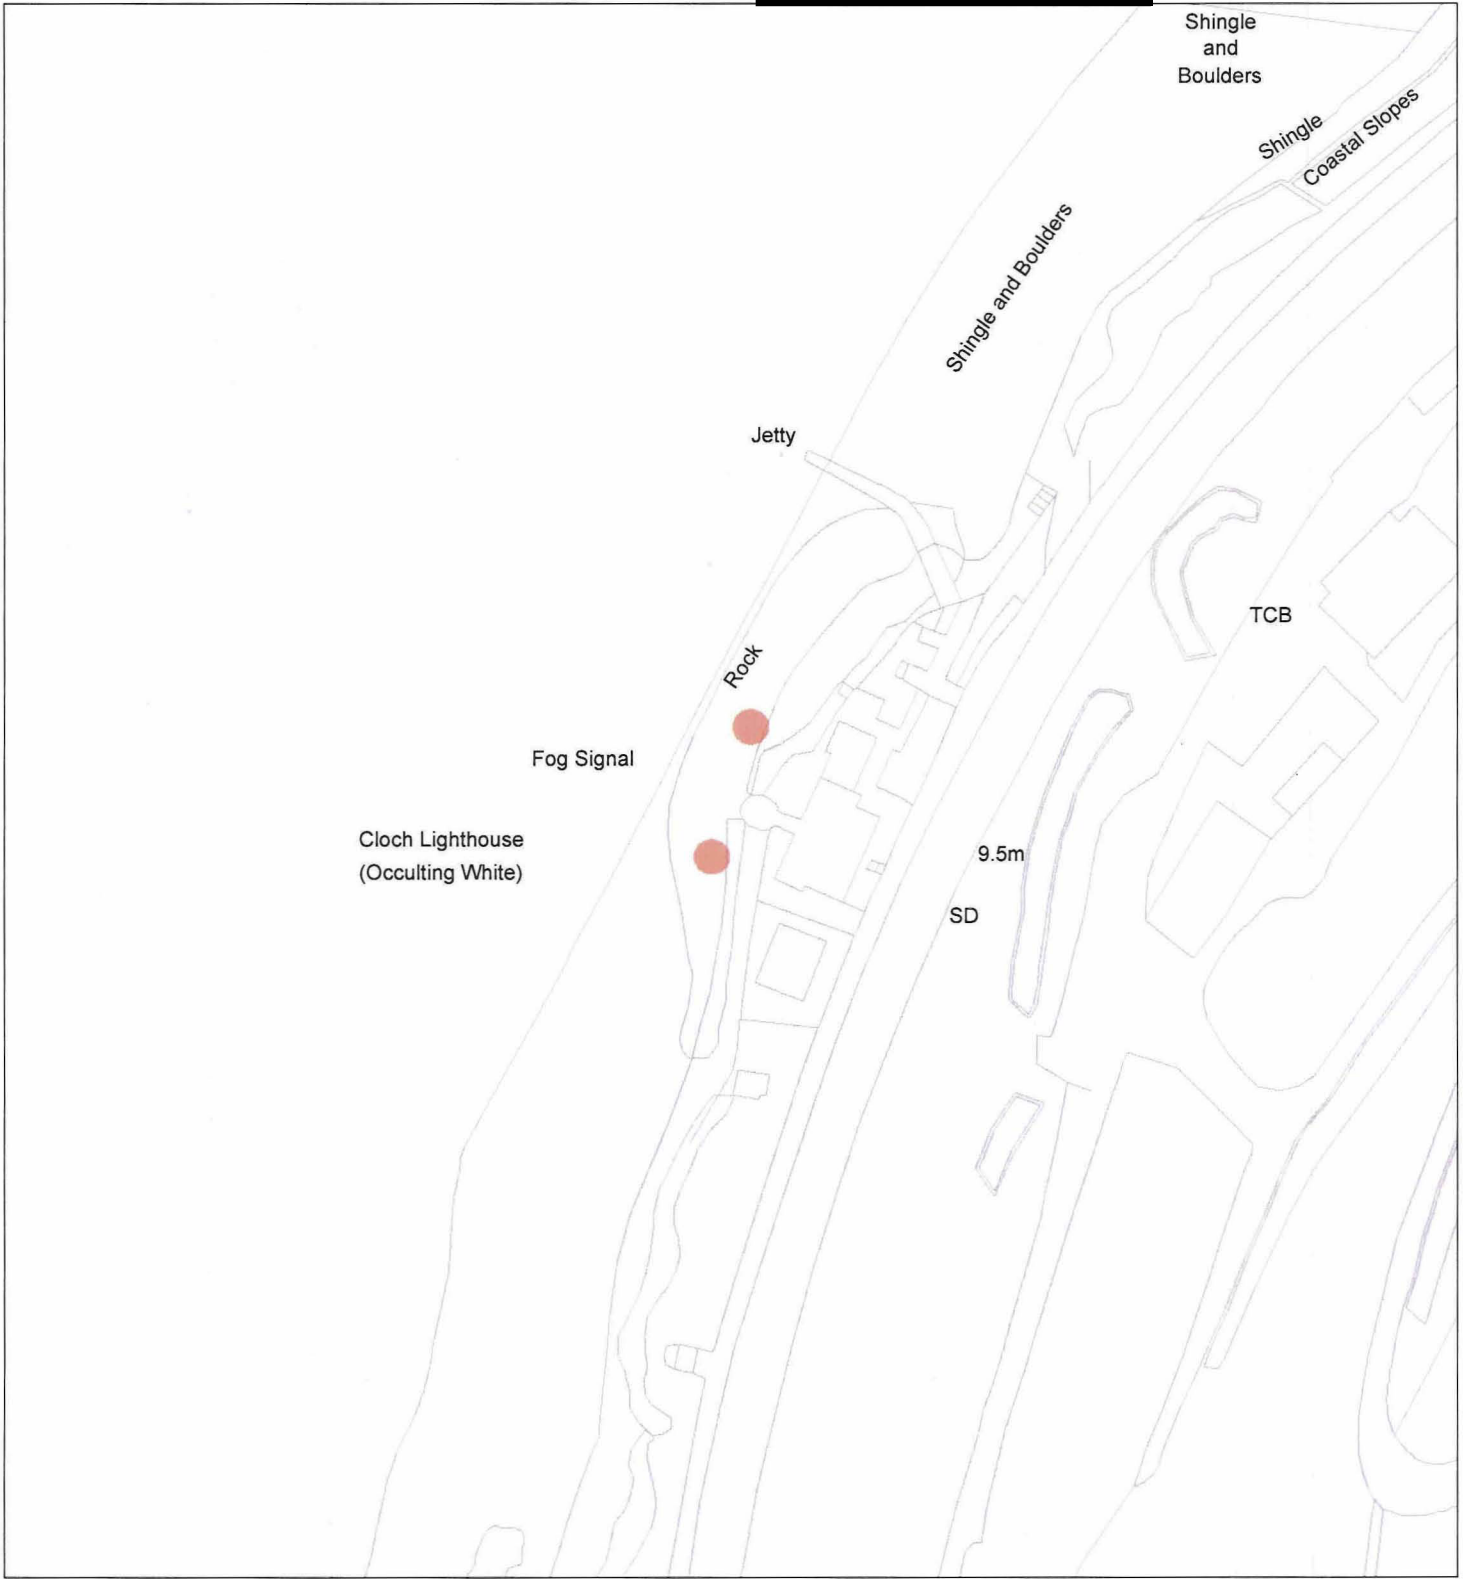 Shingle
and
Boulders
Shingle
Coastal Slopes
Shingle and Boulders
Jetty
TCB
Rock
Fog Signal
Cloch Lighthouse
(Occulting White)
9.5m
SD